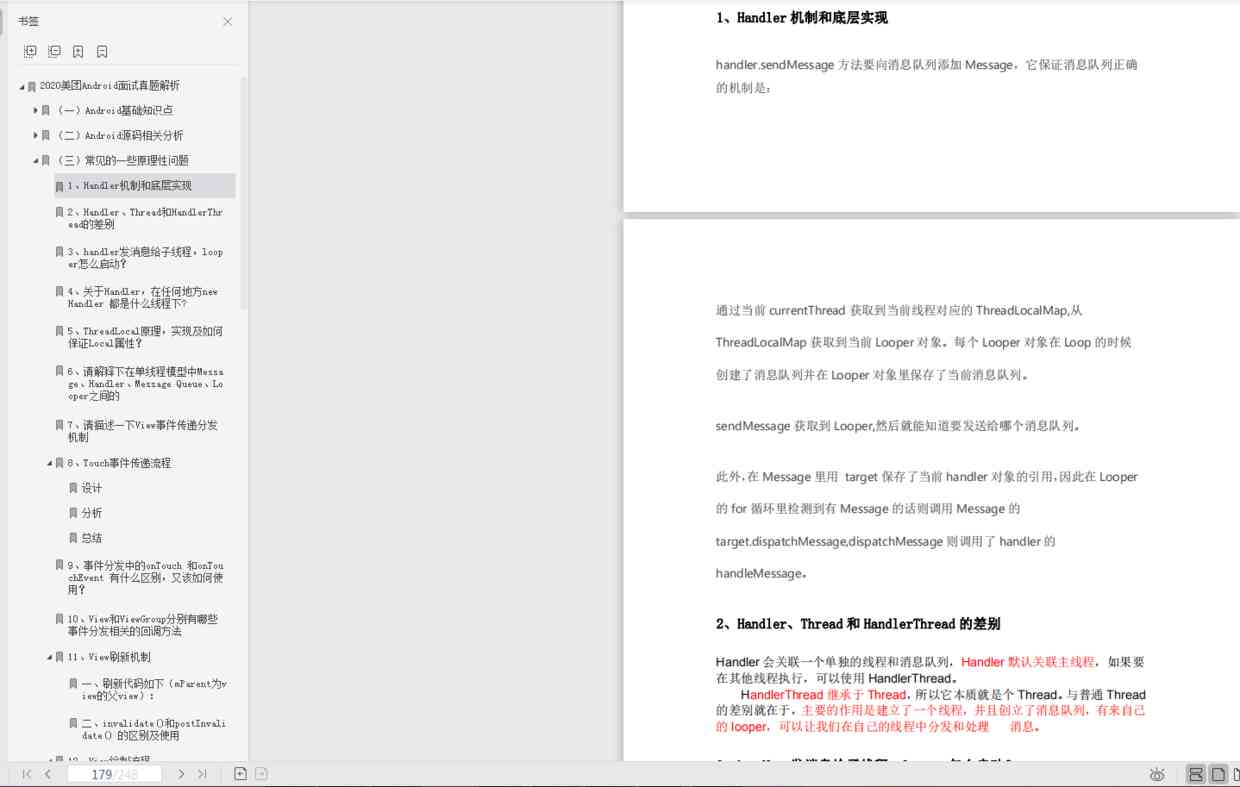 书签
2020美团Android面试真题解析
（一）Android基础知识点
（二）Android源码相关分析
（三）常见的一些原理性问题
1、Handler机制和底层实现
2、Handler、Thread和HandlerThr
ead的差别
3、handler发消息给子线程，loop
er怎么启动？
4、关于Handler，在任何地方new
Handler 都是什么线程下?
5、ThreadLocal原理，实现及如何
保证Local属性？
6、请解释下在单线程模型中Messa
ge、Handler、Message Queue、Lo
oper之间的
7、请描述一下View事件传递分发
机制
8、Touch事件传递流程
设计
分析
总结
9、事件分发中的onTouch 和onTou
chEvent 有什么区别，又该如何使
用？
10、View和ViewGroup分别有哪些
事件分发相关的回调方法
11、View刷新机制
一、刷新代码如下（mParent为v
iew的父view）：
二、invalidate()和postInvali
date() 的区别及使用
179/248
1、Handler 机制和底层实现
handler.sendMessage 方法要向消息队列添加 Message，它保证消息队列正确
的机制是：
通过当前 currentThread 获取到当前线程对应的 ThreadLocalMap,从
ThreadLocalMap 获取到当前 Looper 对象。每个 Looper 对象在 Loop 的时候
创建了消息队列并在 Looper 对象里保存了当前消息队列。
sendMessage 获取到 Looper,然后就能知道要发送给哪个消息队列。
此外,在 Message 里用 target 保存了当前 handler 对象的引用,因此在 Looper
的 for 循环里检测到有 Message 的话则调用 Message 的
target.dispatchMessage,dispatchMessage 则调用了 handler 的
handleMessage。
2、Handler、Thread 和 HandlerThread 的差别
Handler 会关联一个单独的线程和消息队列，Handler 默认关联主线程，如果要
在其他线程执行，可以使用 HandlerThread。
HandlerThread 继承于 Thread，所以它本质就是个 Thread。与普通 Thread
的差别就在于，主要的作用是建立了一个线程，并且创立了消息队列，有来自己
的 looper，可以让我们在自己的线程中分发和处理 消息。